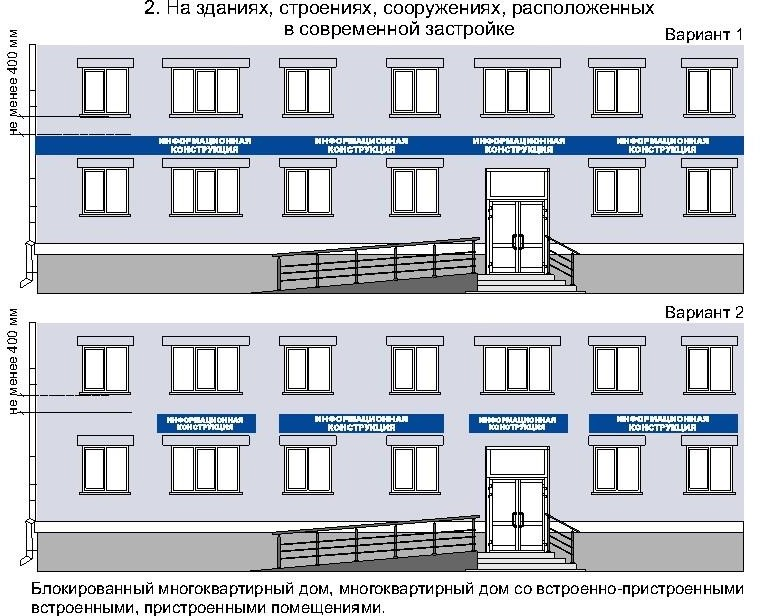 2. На зданиях, строениях, сооружениях, расположенных
в современной застройке
Вариант 1
не менее 400 мм
ИНФОРМАЦИОННАЯ
КОНСТРУКЦИЯ
ИНФОРМАЦИОННАЯ
КОНСТРУКЦИЯ
ИНФОРМАЦИОННАЯ
КОНСТРУКЦИЯ
ИНФОРМАЦИОННАЯ
КОНСТРУКЦИЯ
Вариант 2
не менее 400 мм
ИНФОРМАЦИОННАЯ
КОНСТРУКЦИЯ
ИНФОРМАЦИОННАЯ
КОНСТРУКЦИЯ
ИНФОРМАЦИОННАЯ
КОНСТРУКЦИЯ
ИНФОРМАЦИОННАЯ
КОНСТРУКЦИЯ
Блокированный многоквартирный дом, многоквартирный дом со встроенно-пристроенными
встроенными, пристроенными помещениями.